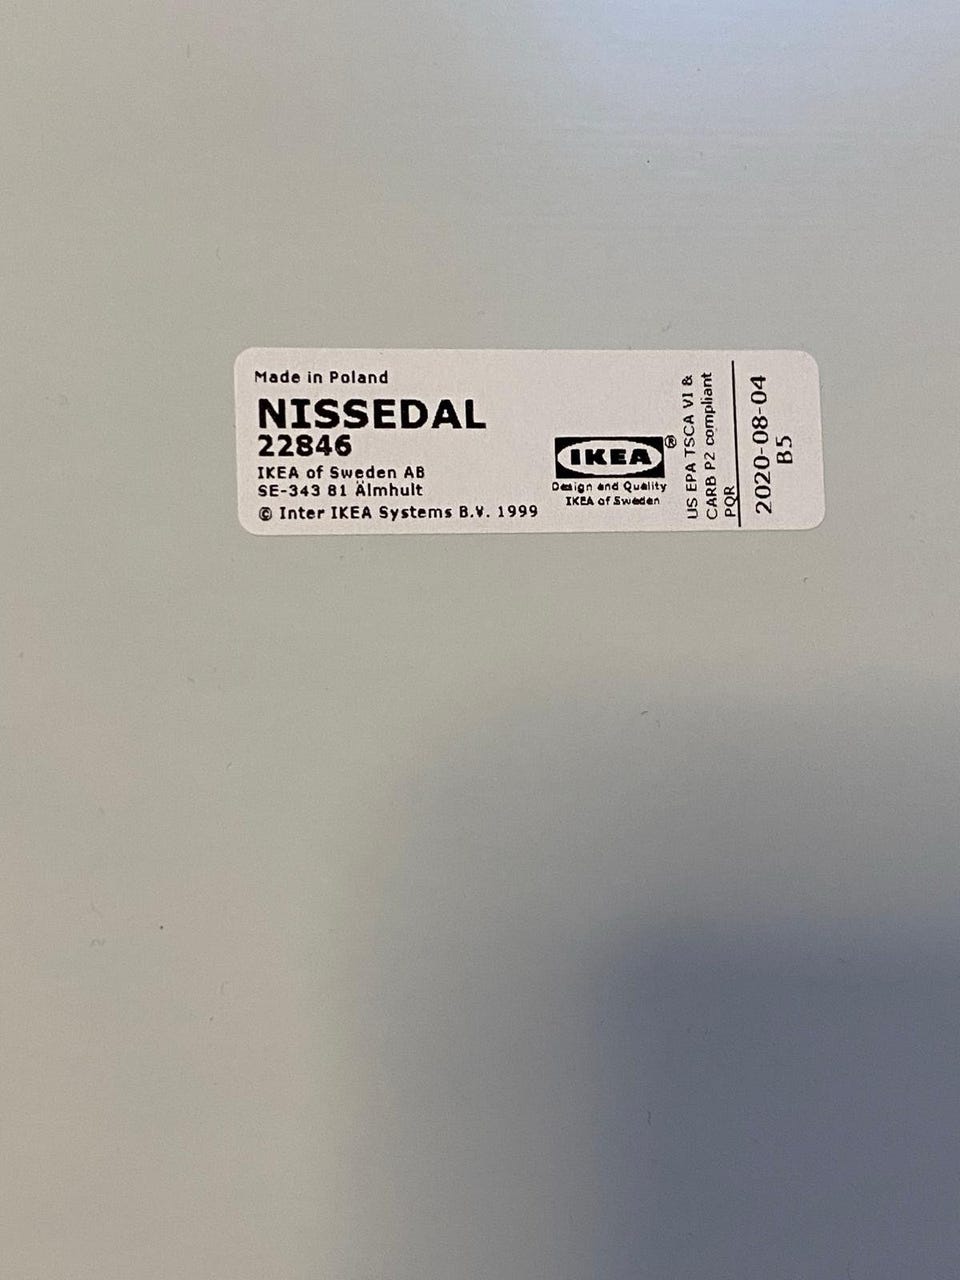 Made in Poland
NISSEDAL
22846
IKEA of Sweden AB
SE-343 81 Älmhult
© Inter IKEA Systems B.V. 1999
IKEA®
Design and Quality
IKEA of Sweden
US EPA TSCA VI &
CARB P2 compliant
PQR
2020-08-04
B5